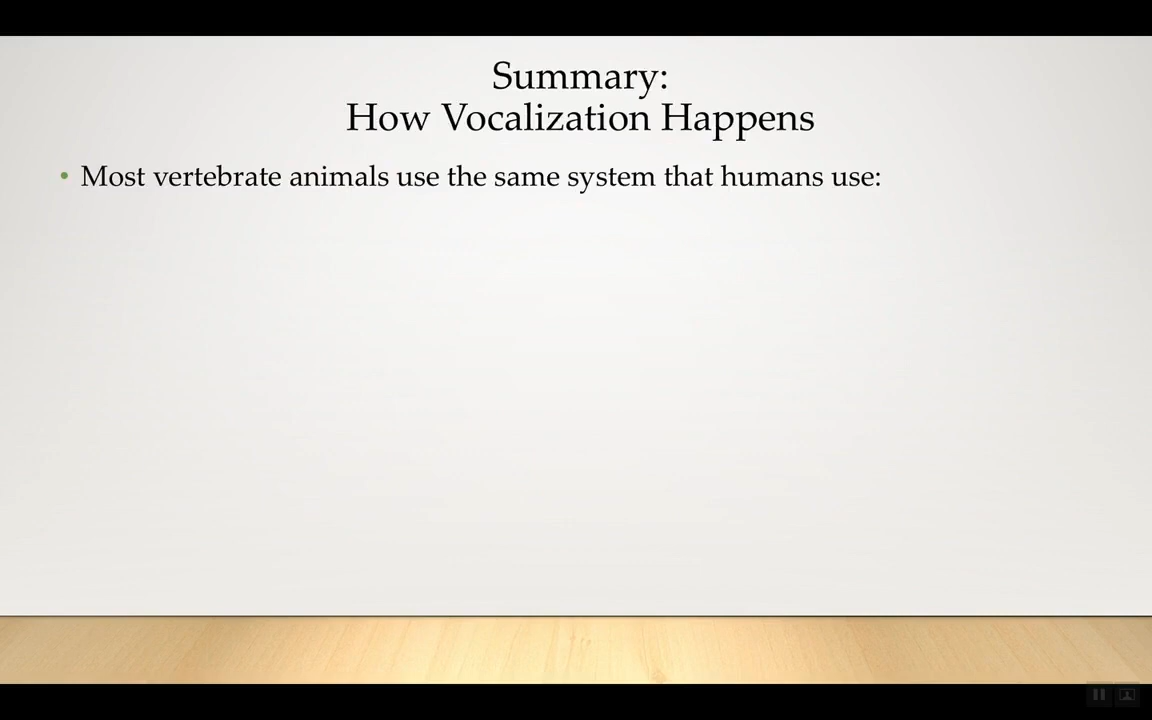 Summary:
How Vocalization Happens
• Most vertebrate animals use the same system that humans use: